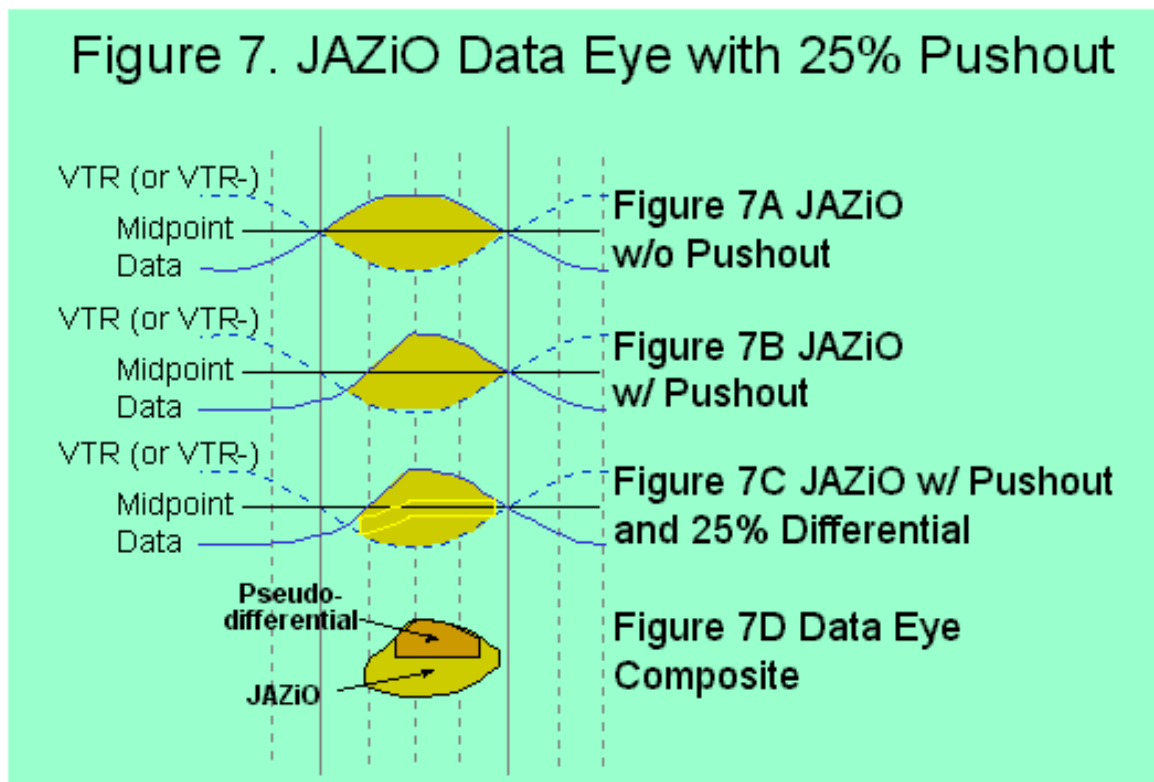 Figure 7. JAZiO Data Eye with 25% Pushout
VTR (or VTR-)
Midpoint
Data
Figure 7A JAZiO
w/o Pushout
VTR (or VTR-)
Midpoint
Data
Figure 7B JAZiO
w/ Pushout
VTR (or VTR-)
Midpoint
Data
Figure 7C JAZiO w/ Pushout
and 25% Differential
Pseudo-
differential
JAZiO
Figure 7D Data Eye
Composite